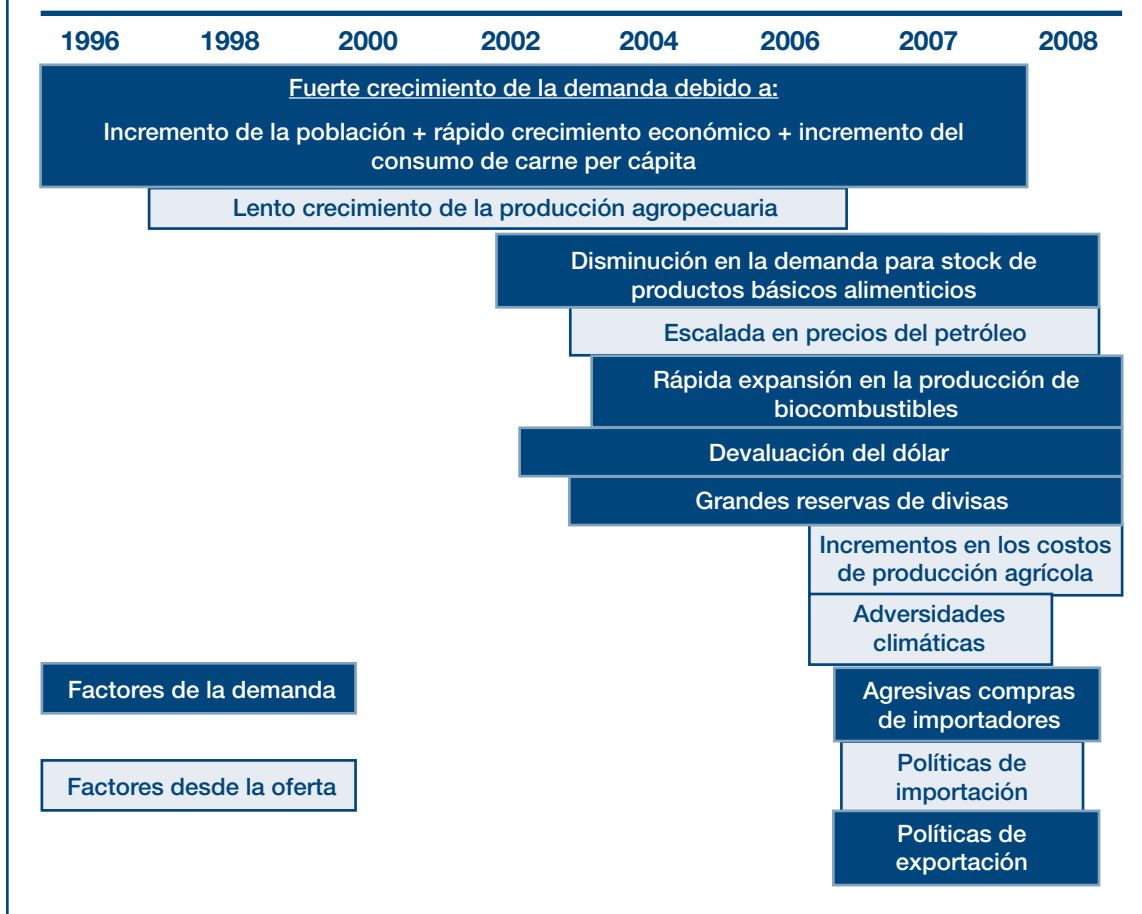 1996 1998 2000 2002 2004 2006 2007 2008
Fuerte crecimiento de la demanda debido a:
Incremento de la población + rápido crecimiento económico + incremento del
consumo de carne per cápita
Lento crecimiento de la producción agropecuaria
Disminución en la demanda para stock de
productos básicos alimenticios
Escalada en precios del petróleo
Rápida expansión en la producción de
biocombustibles
Devaluación del dólar
Grandes reservas de divisas
Incrementos en los costos
de producción agrícola
Adversidades
climáticas
Factores de la demanda
Agresivas compras
de importadores
Factores desde la oferta
Políticas de
importación
Políticas de
exportación